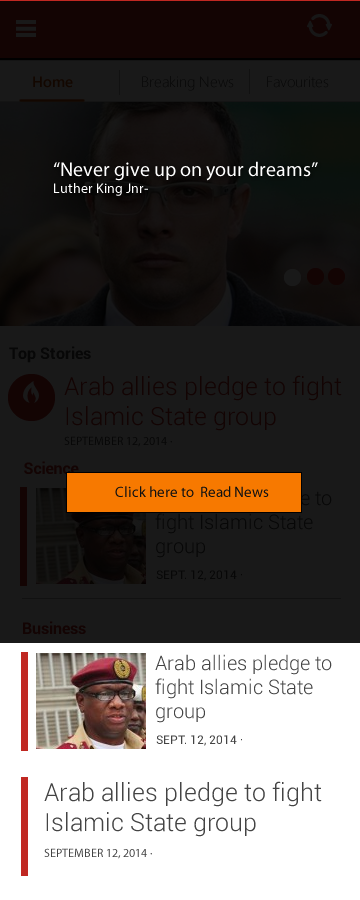 Home
Breaking News
Favourites
“Never give up on your dreams”
Luther King Jnr-
Top Stories
Arab allies pledge to fight
Islamic State group
SEPTEMBER 12, 2014 ·
Science
Click here to Read News
to
fight Islamic State
group
SEPT. 12, 2014 ·
Business
Arab allies pledge to
fight Islamic State
group
SEPT. 12, 2014 ·
Arab allies pledge to fight
Islamic State group
SEPTEMBER 12, 2014 ·